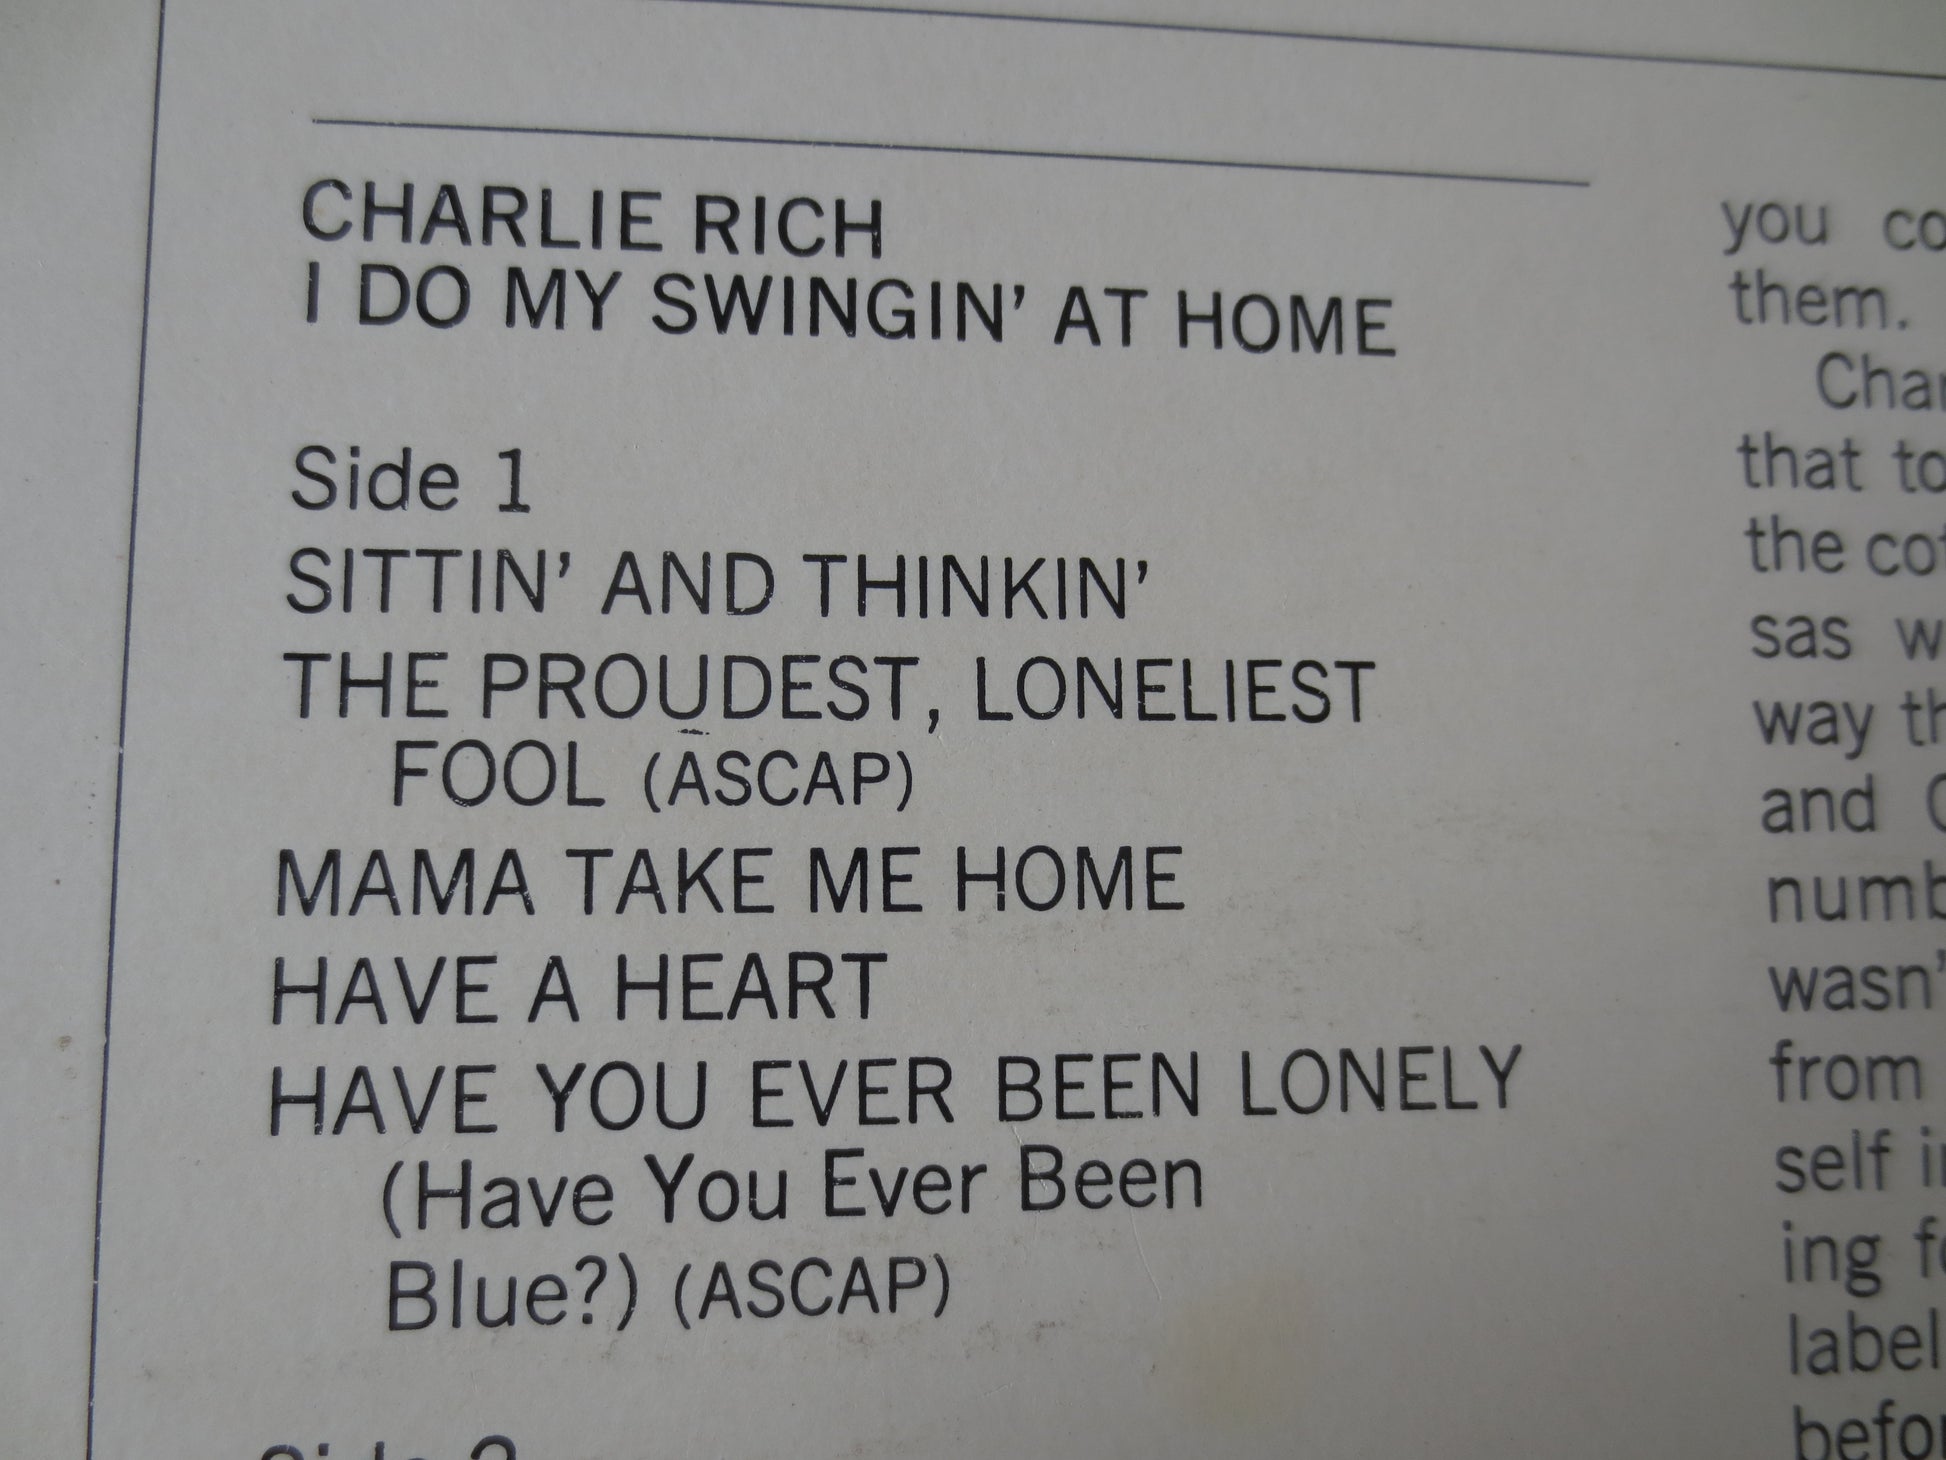 CHARLIE RICH
I DO MY SWINGIN' AT HOME
Side 1
SITTIN' AND THINKIN'
THE PROUDEST, LONELIEST
FOOL (ASCAP)
MAMA TAKE ME HOME
HAVE A HEART
HAVE YOU EVER BEEN LONELY
(Have You Ever Been
Blue?) (ASCAP)
Side 2
you
them.
that
the
sas
way
and
from
self
ing
label